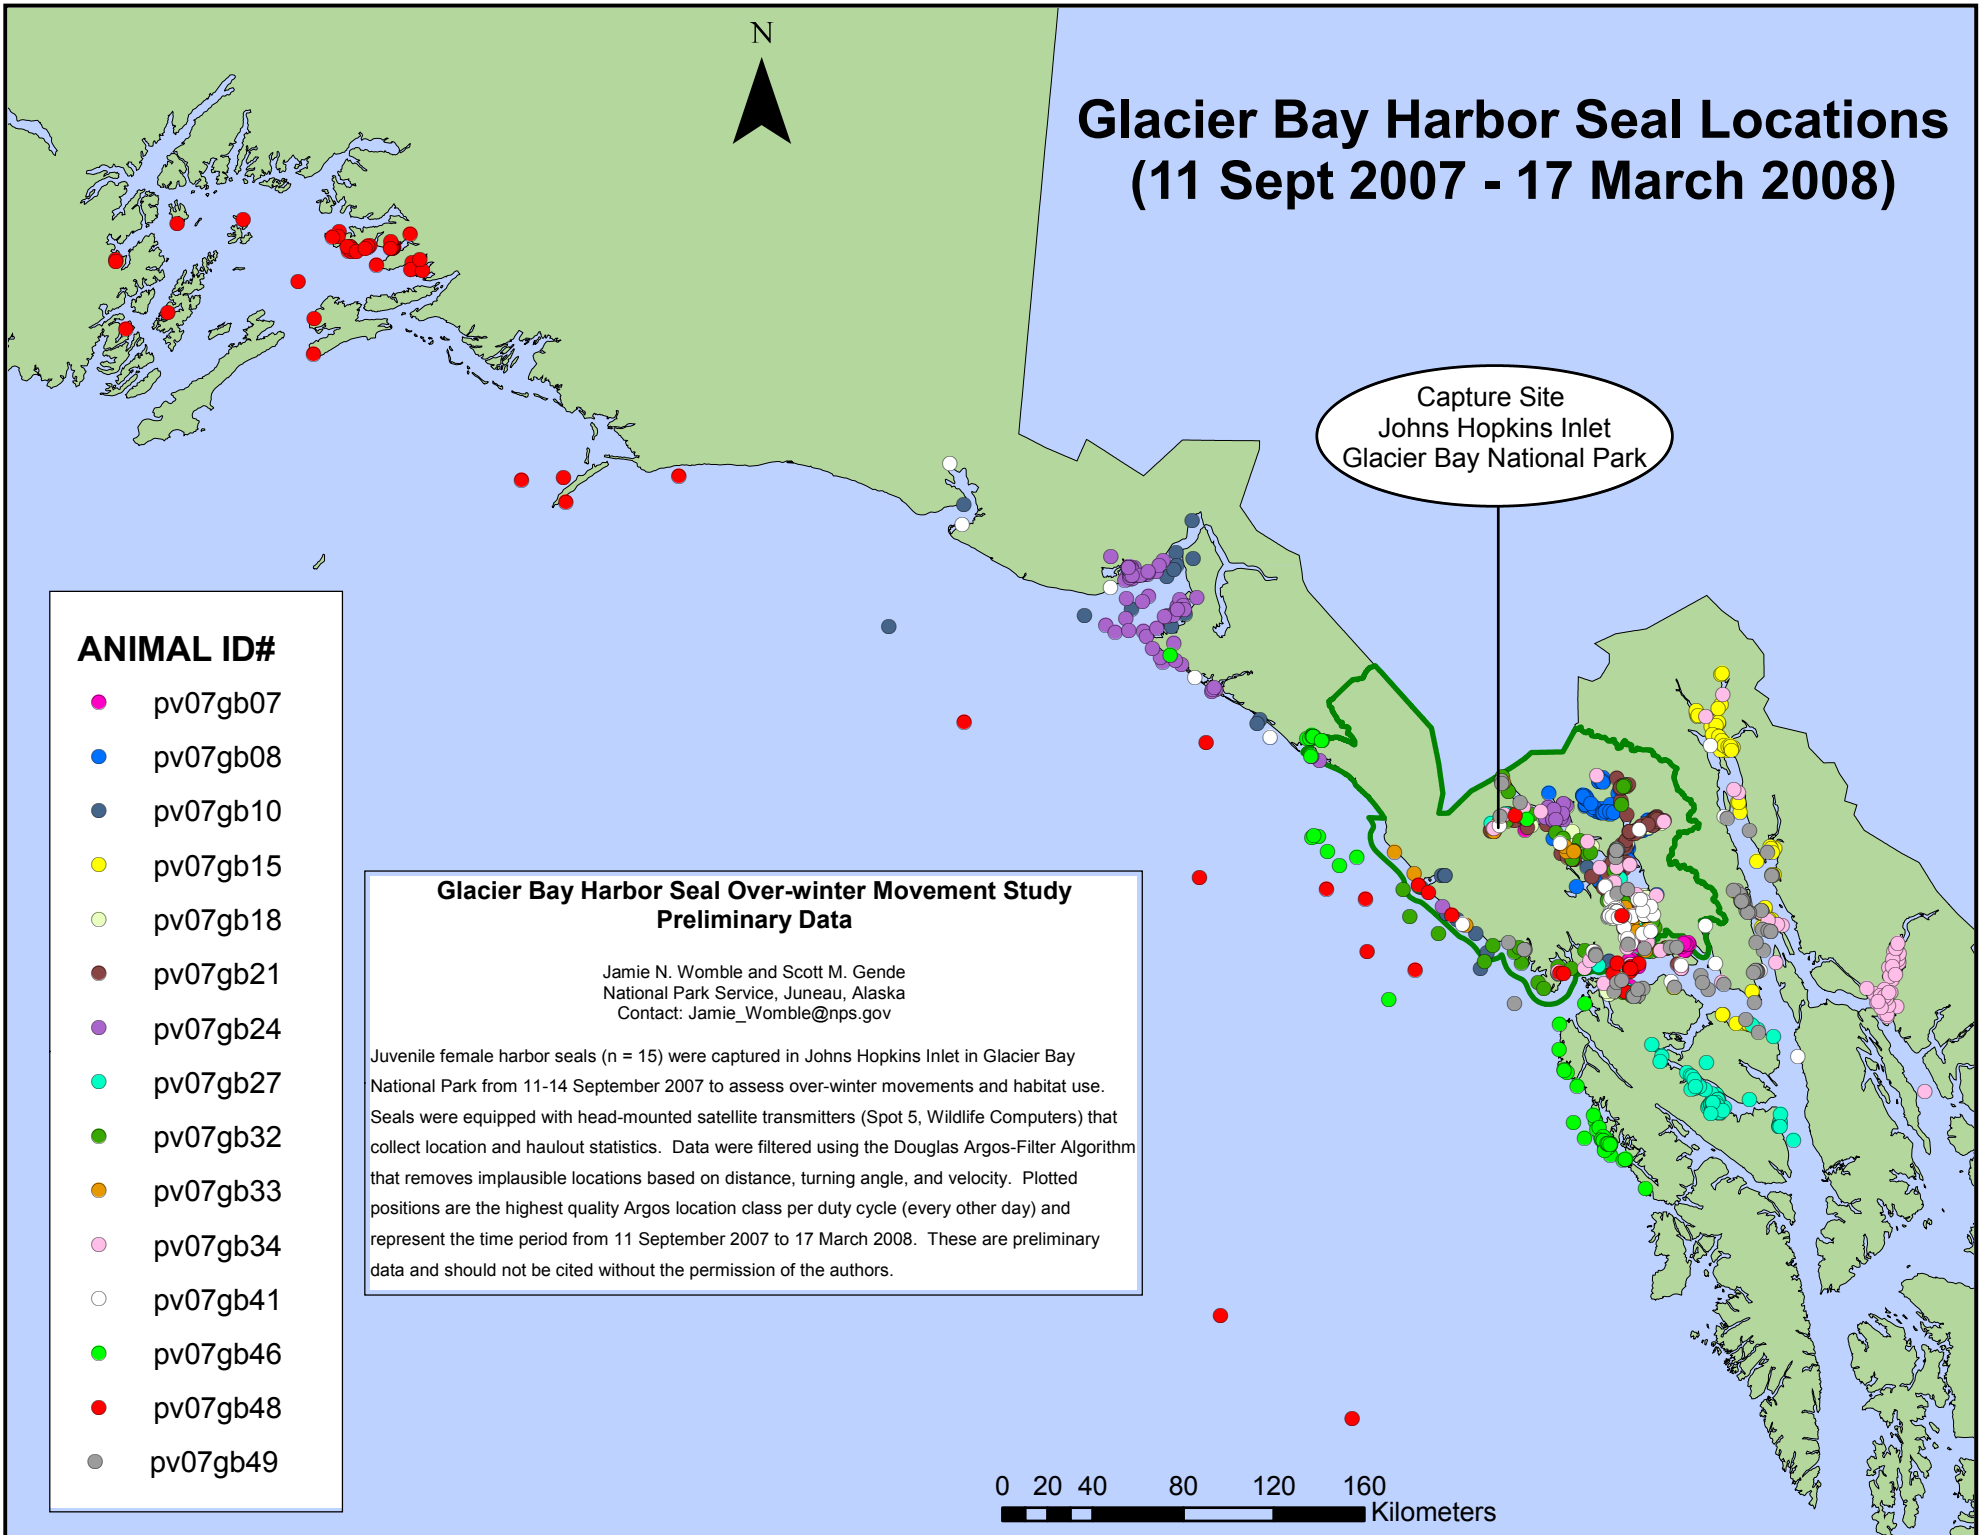 N
Glacier Bay Harbor Seal Locations
(11 Sept 2007 - 17 March 2008)
Capture Site
Johns Hopkins Inlet
Glacier Bay National Park
ANIMAL ID#
pv07gb07
pv07gb08
pv07gb10
pv07gb15
pv07gb18
pv07gb21
pv07gb24
pv07gb27
pv07gb32
pv07gb33
pv07gb34
pv07gb41
pv07gb46
pv07gb48
pv07gb49
Glacier Bay Harbor Seal Over-winter Movement Study
Preliminary Data
Jamie N. Womble and Scott M. Gende
National Park Service, Juneau, Alaska
Contact: Jamie_Womble@nps.gov
Juvenile female harbor seals (n = 15) were captured in Johns Hopkins Inlet in Glacier Bay
National Park from 11-14 September 2007 to assess over-winter movements and habitat use.
Seals were equipped with head-mounted satellite transmitters (Spot 5, Wildlife Computers) that
collect location and haulout statistics.  Data were filtered using the Douglas Argos-Filter Algorithm
that removes implausible locations based on distance, turning angle, and velocity.  Plotted
positions are the highest quality Argos location class per duty cycle (every other day) and
represent the time period from 11 September 2007 to 17 March 2008.  These are preliminary
data and should not be cited without the permission of the authors.
0 20 40 80 120 160
Kilometers